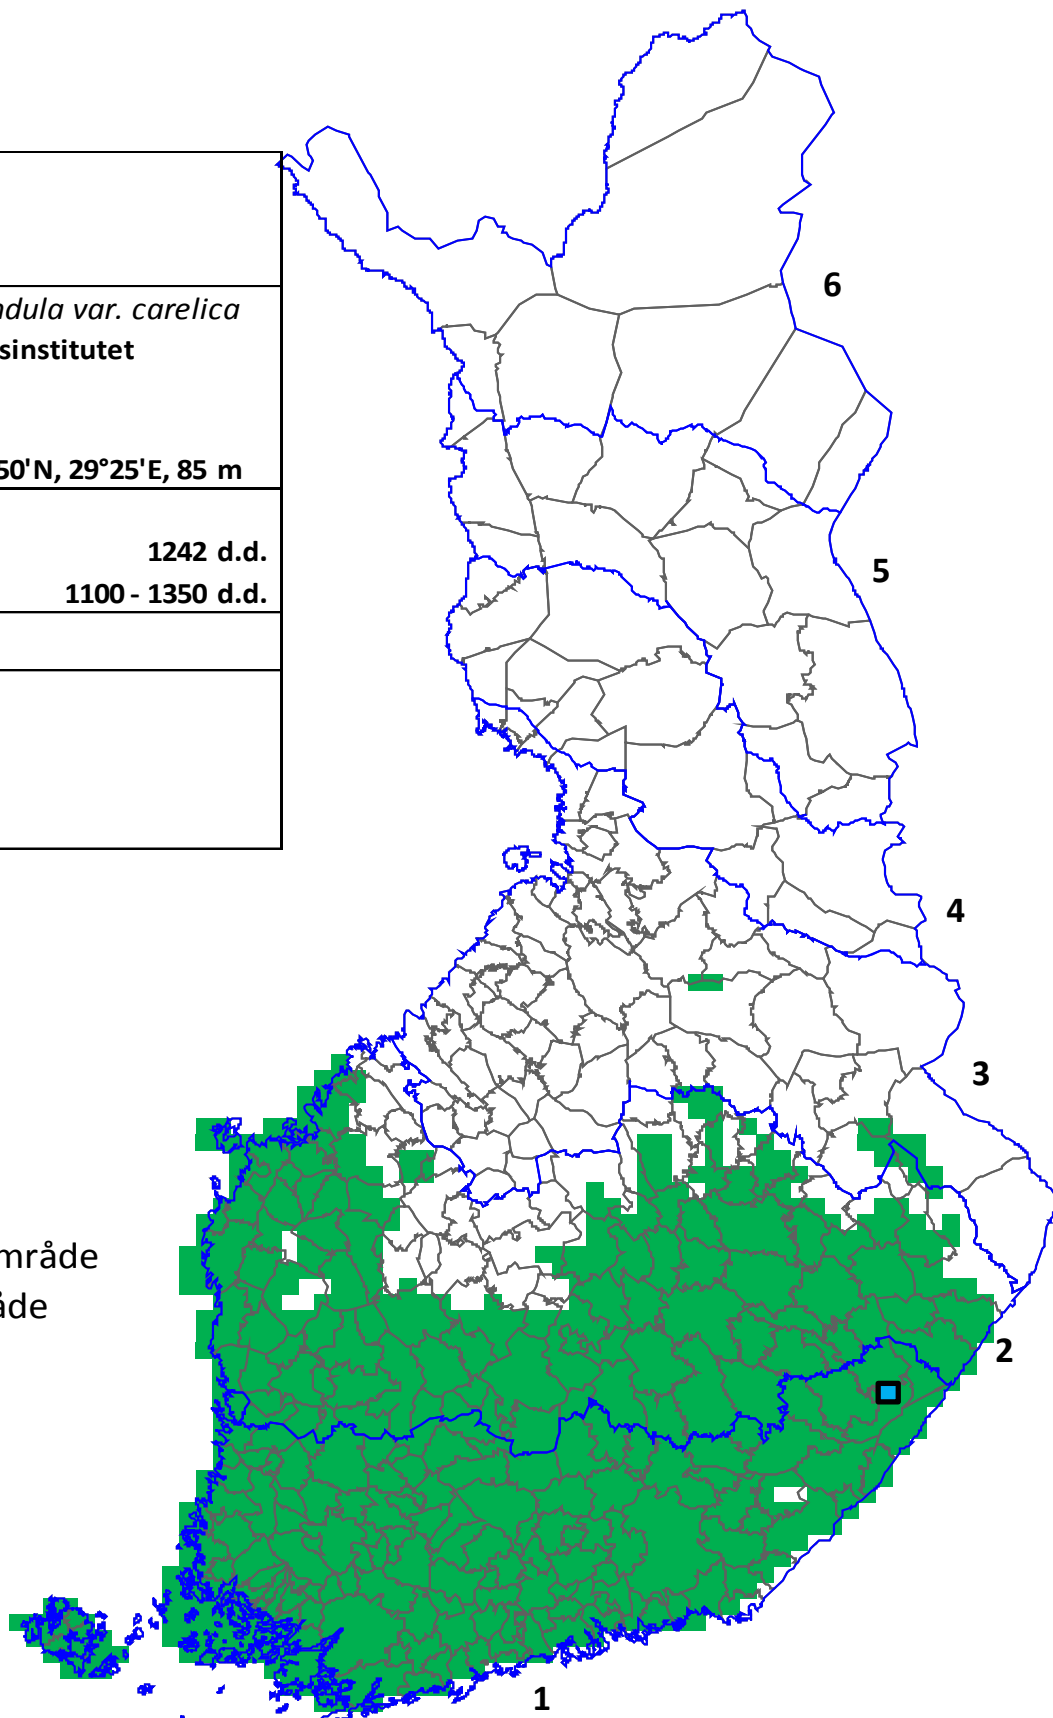 ndula var. carelica
sinstitutet
50'N, 29°25'E, 85 m
1242 d.d.
1100 - 1350 d.d.
6
5
4
3
område
åde
2
1